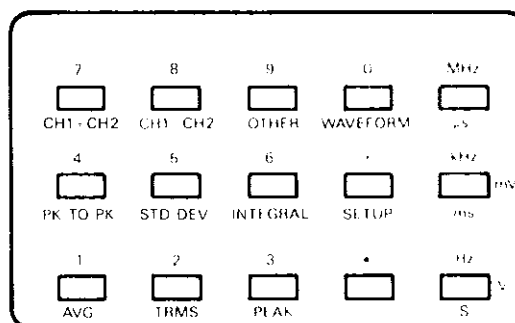 7 8 9 0 MHz
CH1 - CH2 CH1 CH2 OTHER WAVEFORM µs
4 5 6 kHz
mV
PK TO PK STD DEV INTEGRAL SETUP ms
1 2 3 Hz
V
AVG TRMS PEAK S